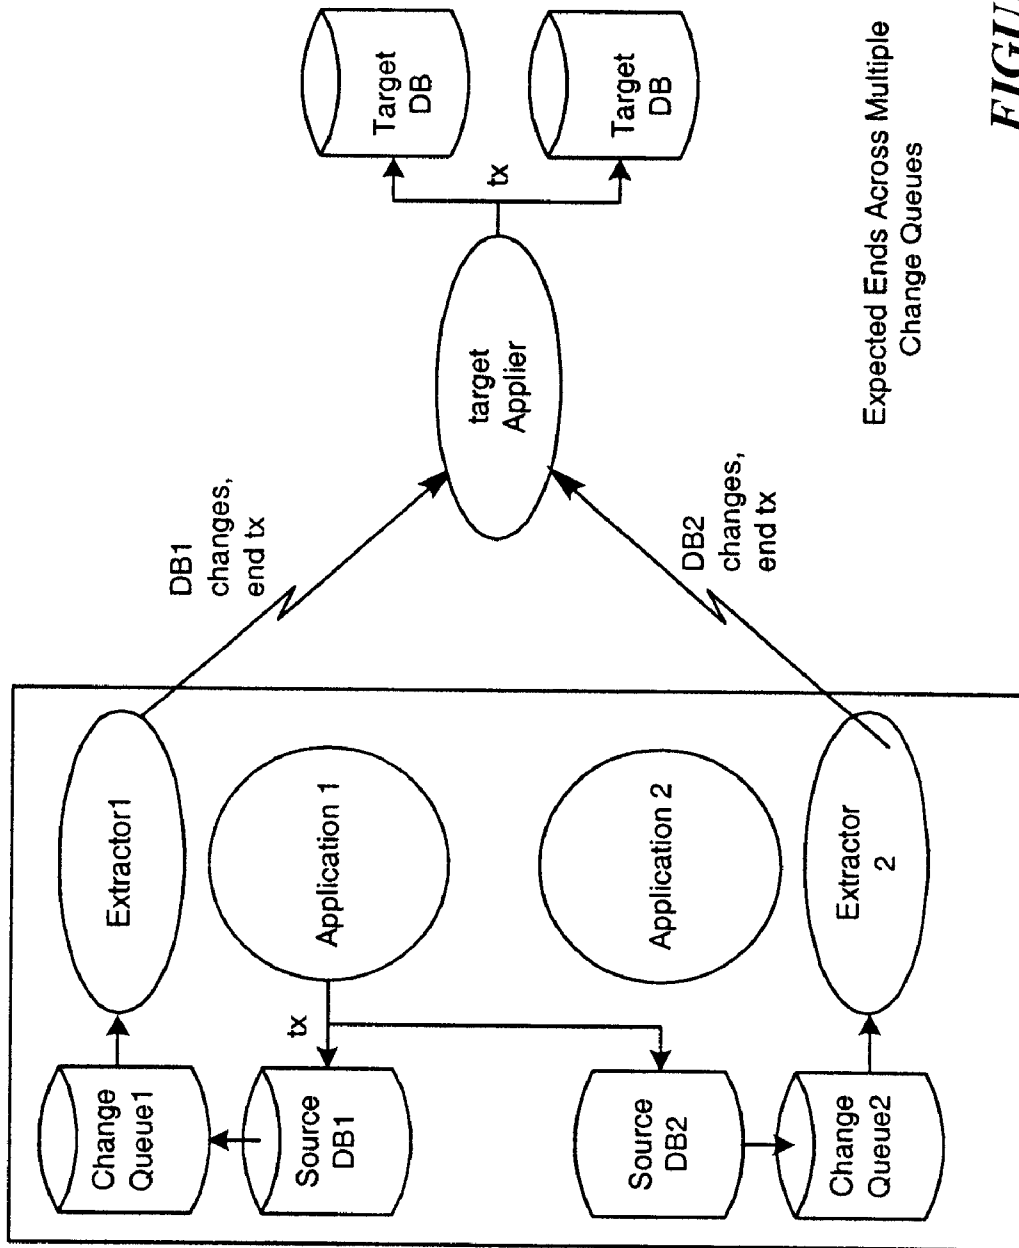 Change
Queue1
Extractor1
DB1
changes,
end tx
Source
DB1
tx
Application 1
target
Applier
tx
Target
DB
Target
DB
Source
DB2
Application 2
DB2
changes,
end tx
Change
Queue2
Extractor
2
Expected Ends Across Multiple
Change Queues